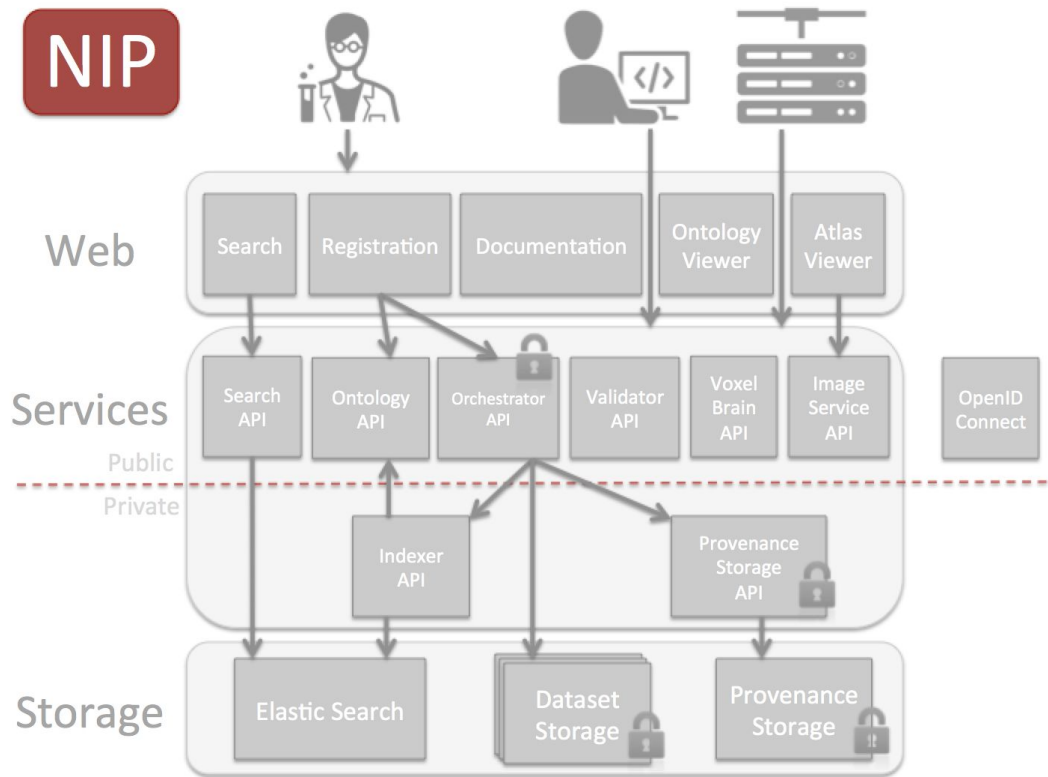 NIP
</>
Web
Search
Registration
Documentation
Ontology
Viewer
Atlas
Viewer
Services
Search
API
Ontology
API
Orchestrator
API
Validator
API
Voxel
Brain
API
Image
Service
API
OpenID
Connect
Public
Private
Indexer
API
Provenance
Storage
API
Storage
Elastic Search
Dataset
Storage
Provenance
Storage